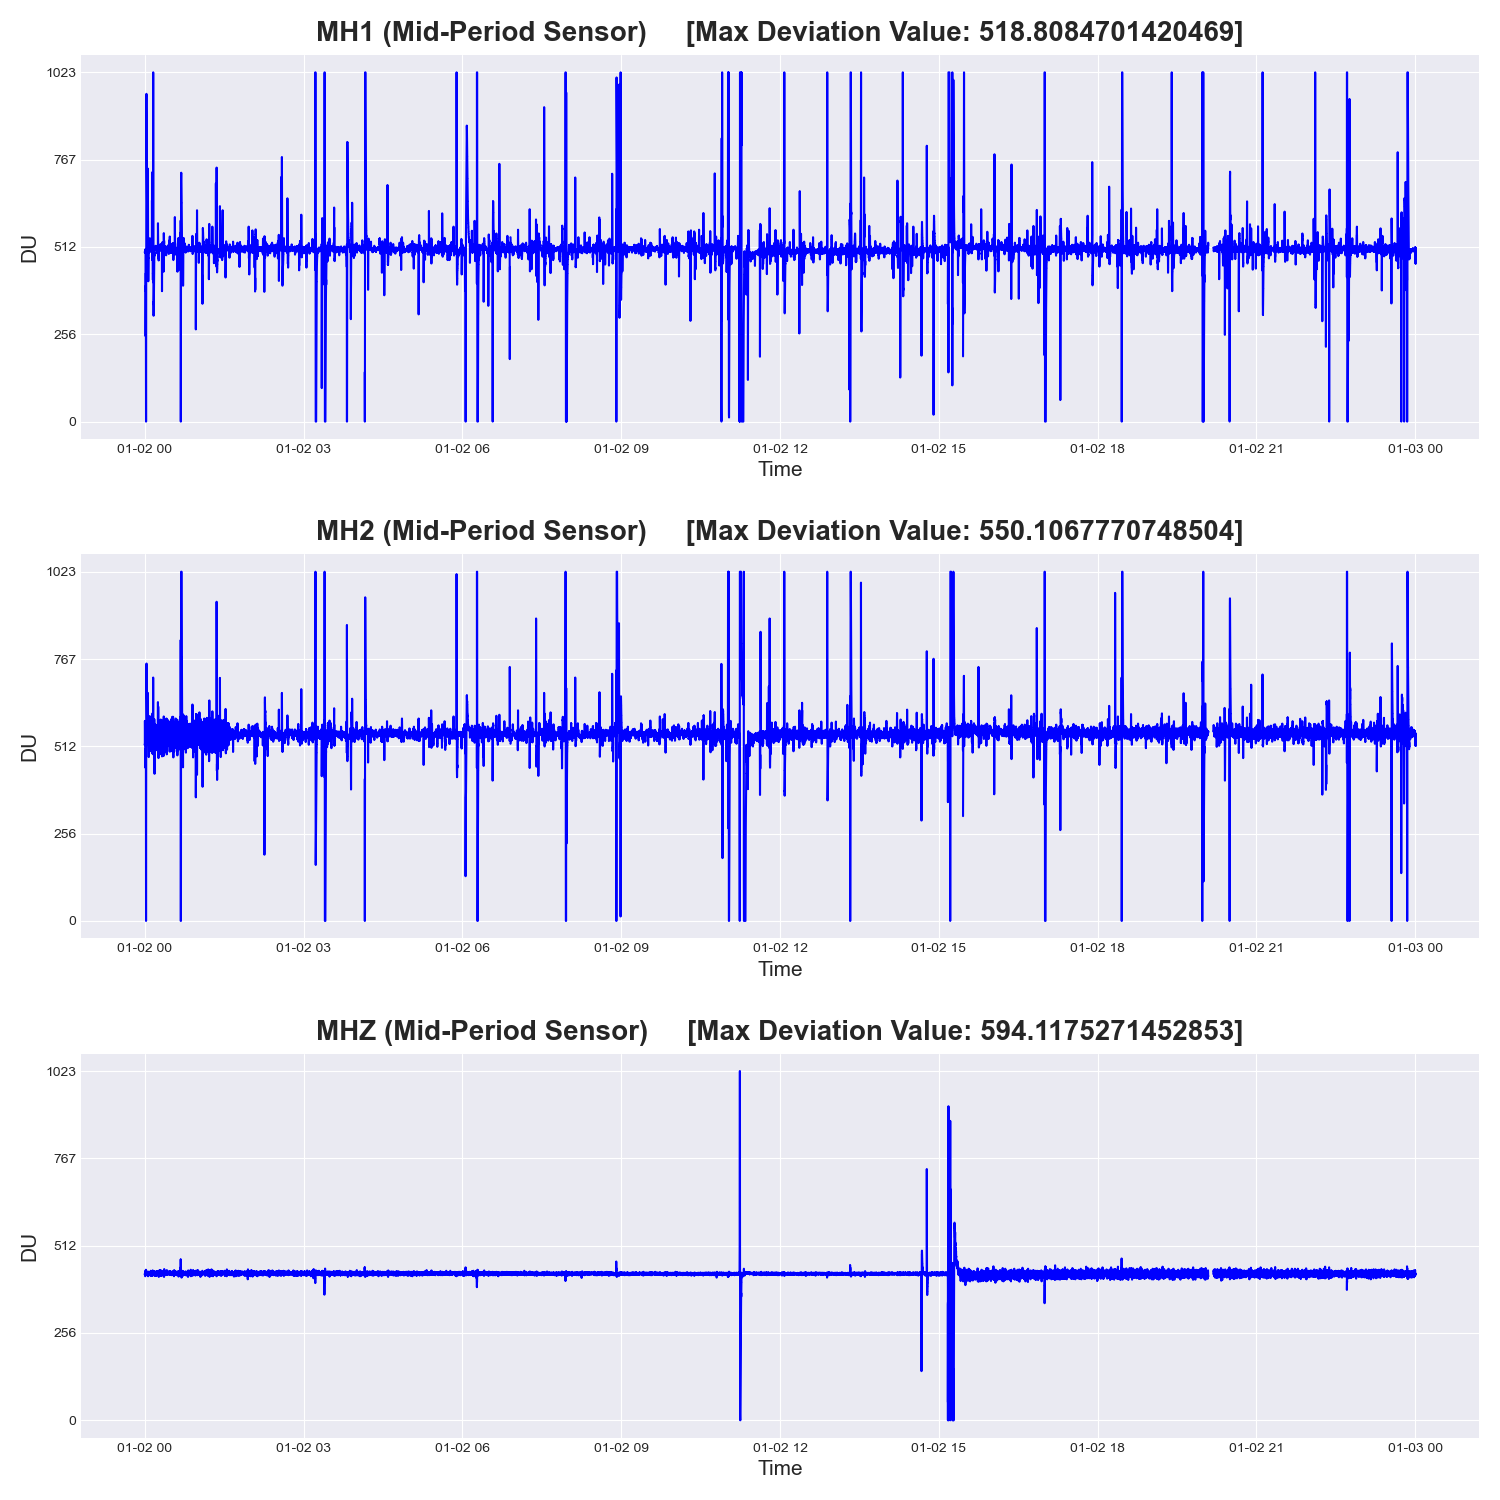 MH1 (Mid-Period Sensor) [Max Deviation Value: 518.8084701420469]
1023
767
512
256
0
DU
01-02 00 01-02 03 01-02 06 01-02 09 01-02 12 01-02 15 01-02 18 01-02 21 01-03 00
Time
MH2 (Mid-Period Sensor) [Max Deviation Value: 550.1067770748504]
1023
767
512
256
0
DU
01-02 00 01-02 03 01-02 06 01-02 09 01-02 12 01-02 15 01-02 18 01-02 21 01-03 00
Time
MHZ (Mid-Period Sensor) [Max Deviation Value: 594.1175271452853]
1023
767
512
256
0
DU
01-02 00 01-02 03 01-02 06 01-02 09 01-02 12 01-02 15 01-02 18 01-02 21 01-03 00
Time